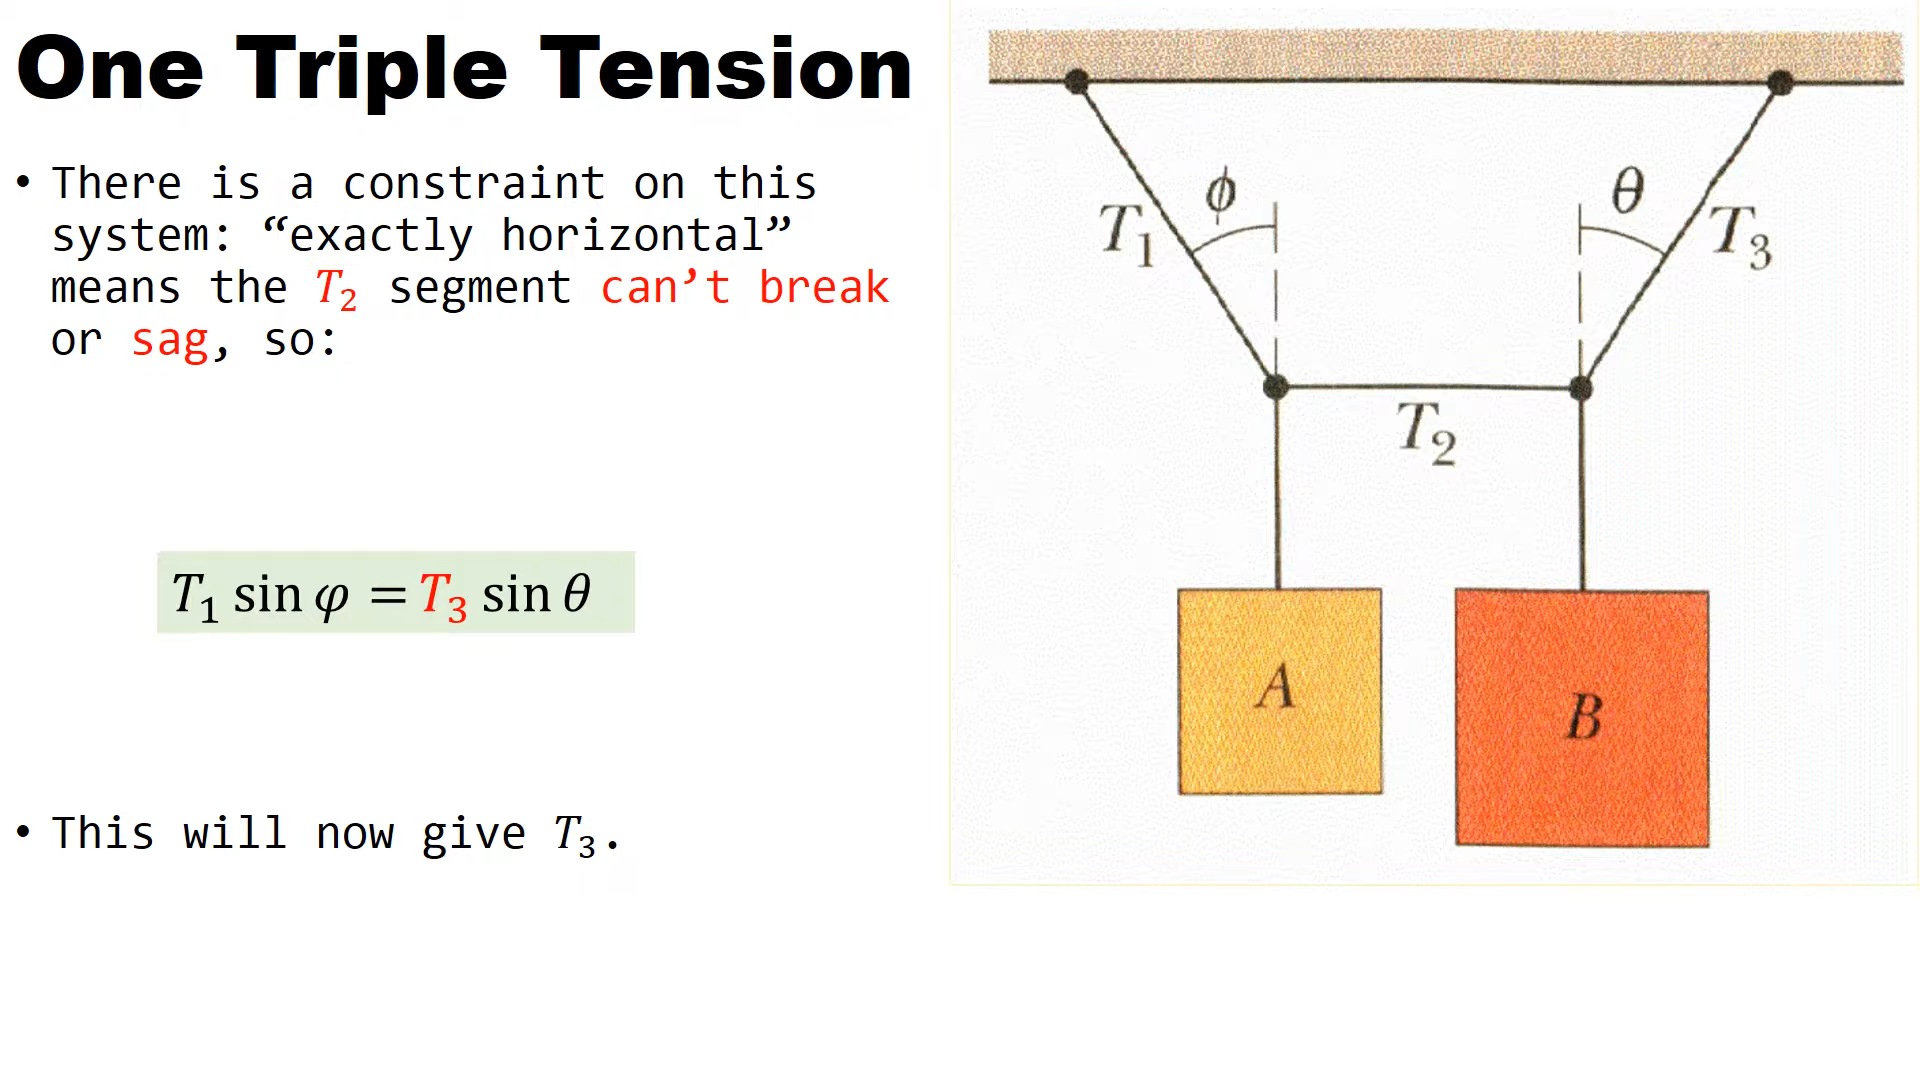 One Triple Tension
• There is a constraint on this
system: “exactly horizontal”
means the T₂ segment can’t break
or sag, so:
T₁ sin φ = T₃ sin θ
• This will now give T₃.
ϕ
θ
T₁
T₃
T₂
A
B